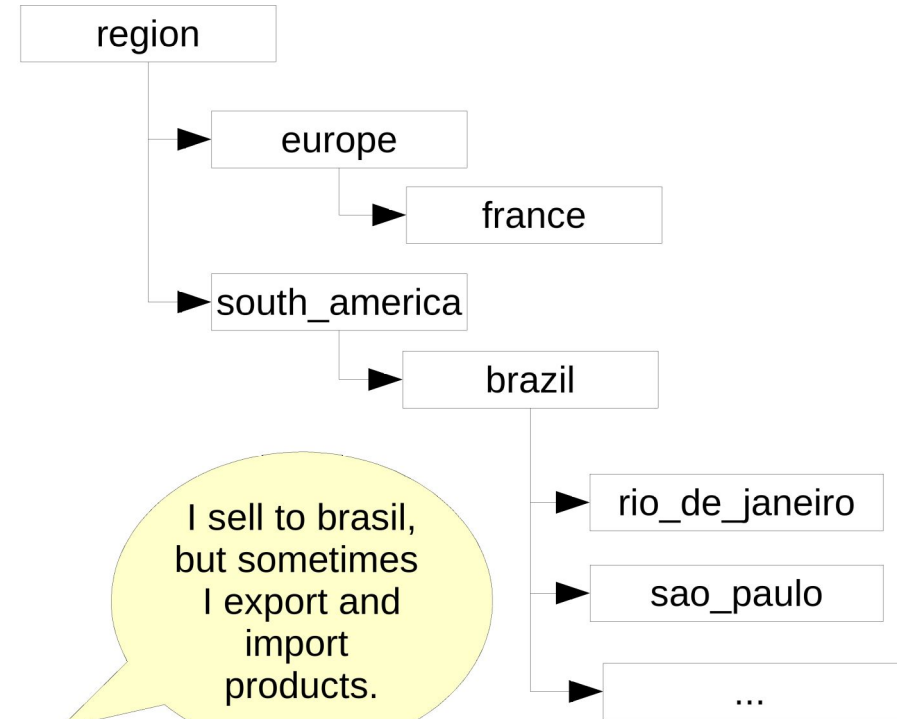 region
europe
france
south_america
brazil
rio_de_janeiro
sao_paulo
...
I sell to brasil,
but sometimes
I export and
import
products.